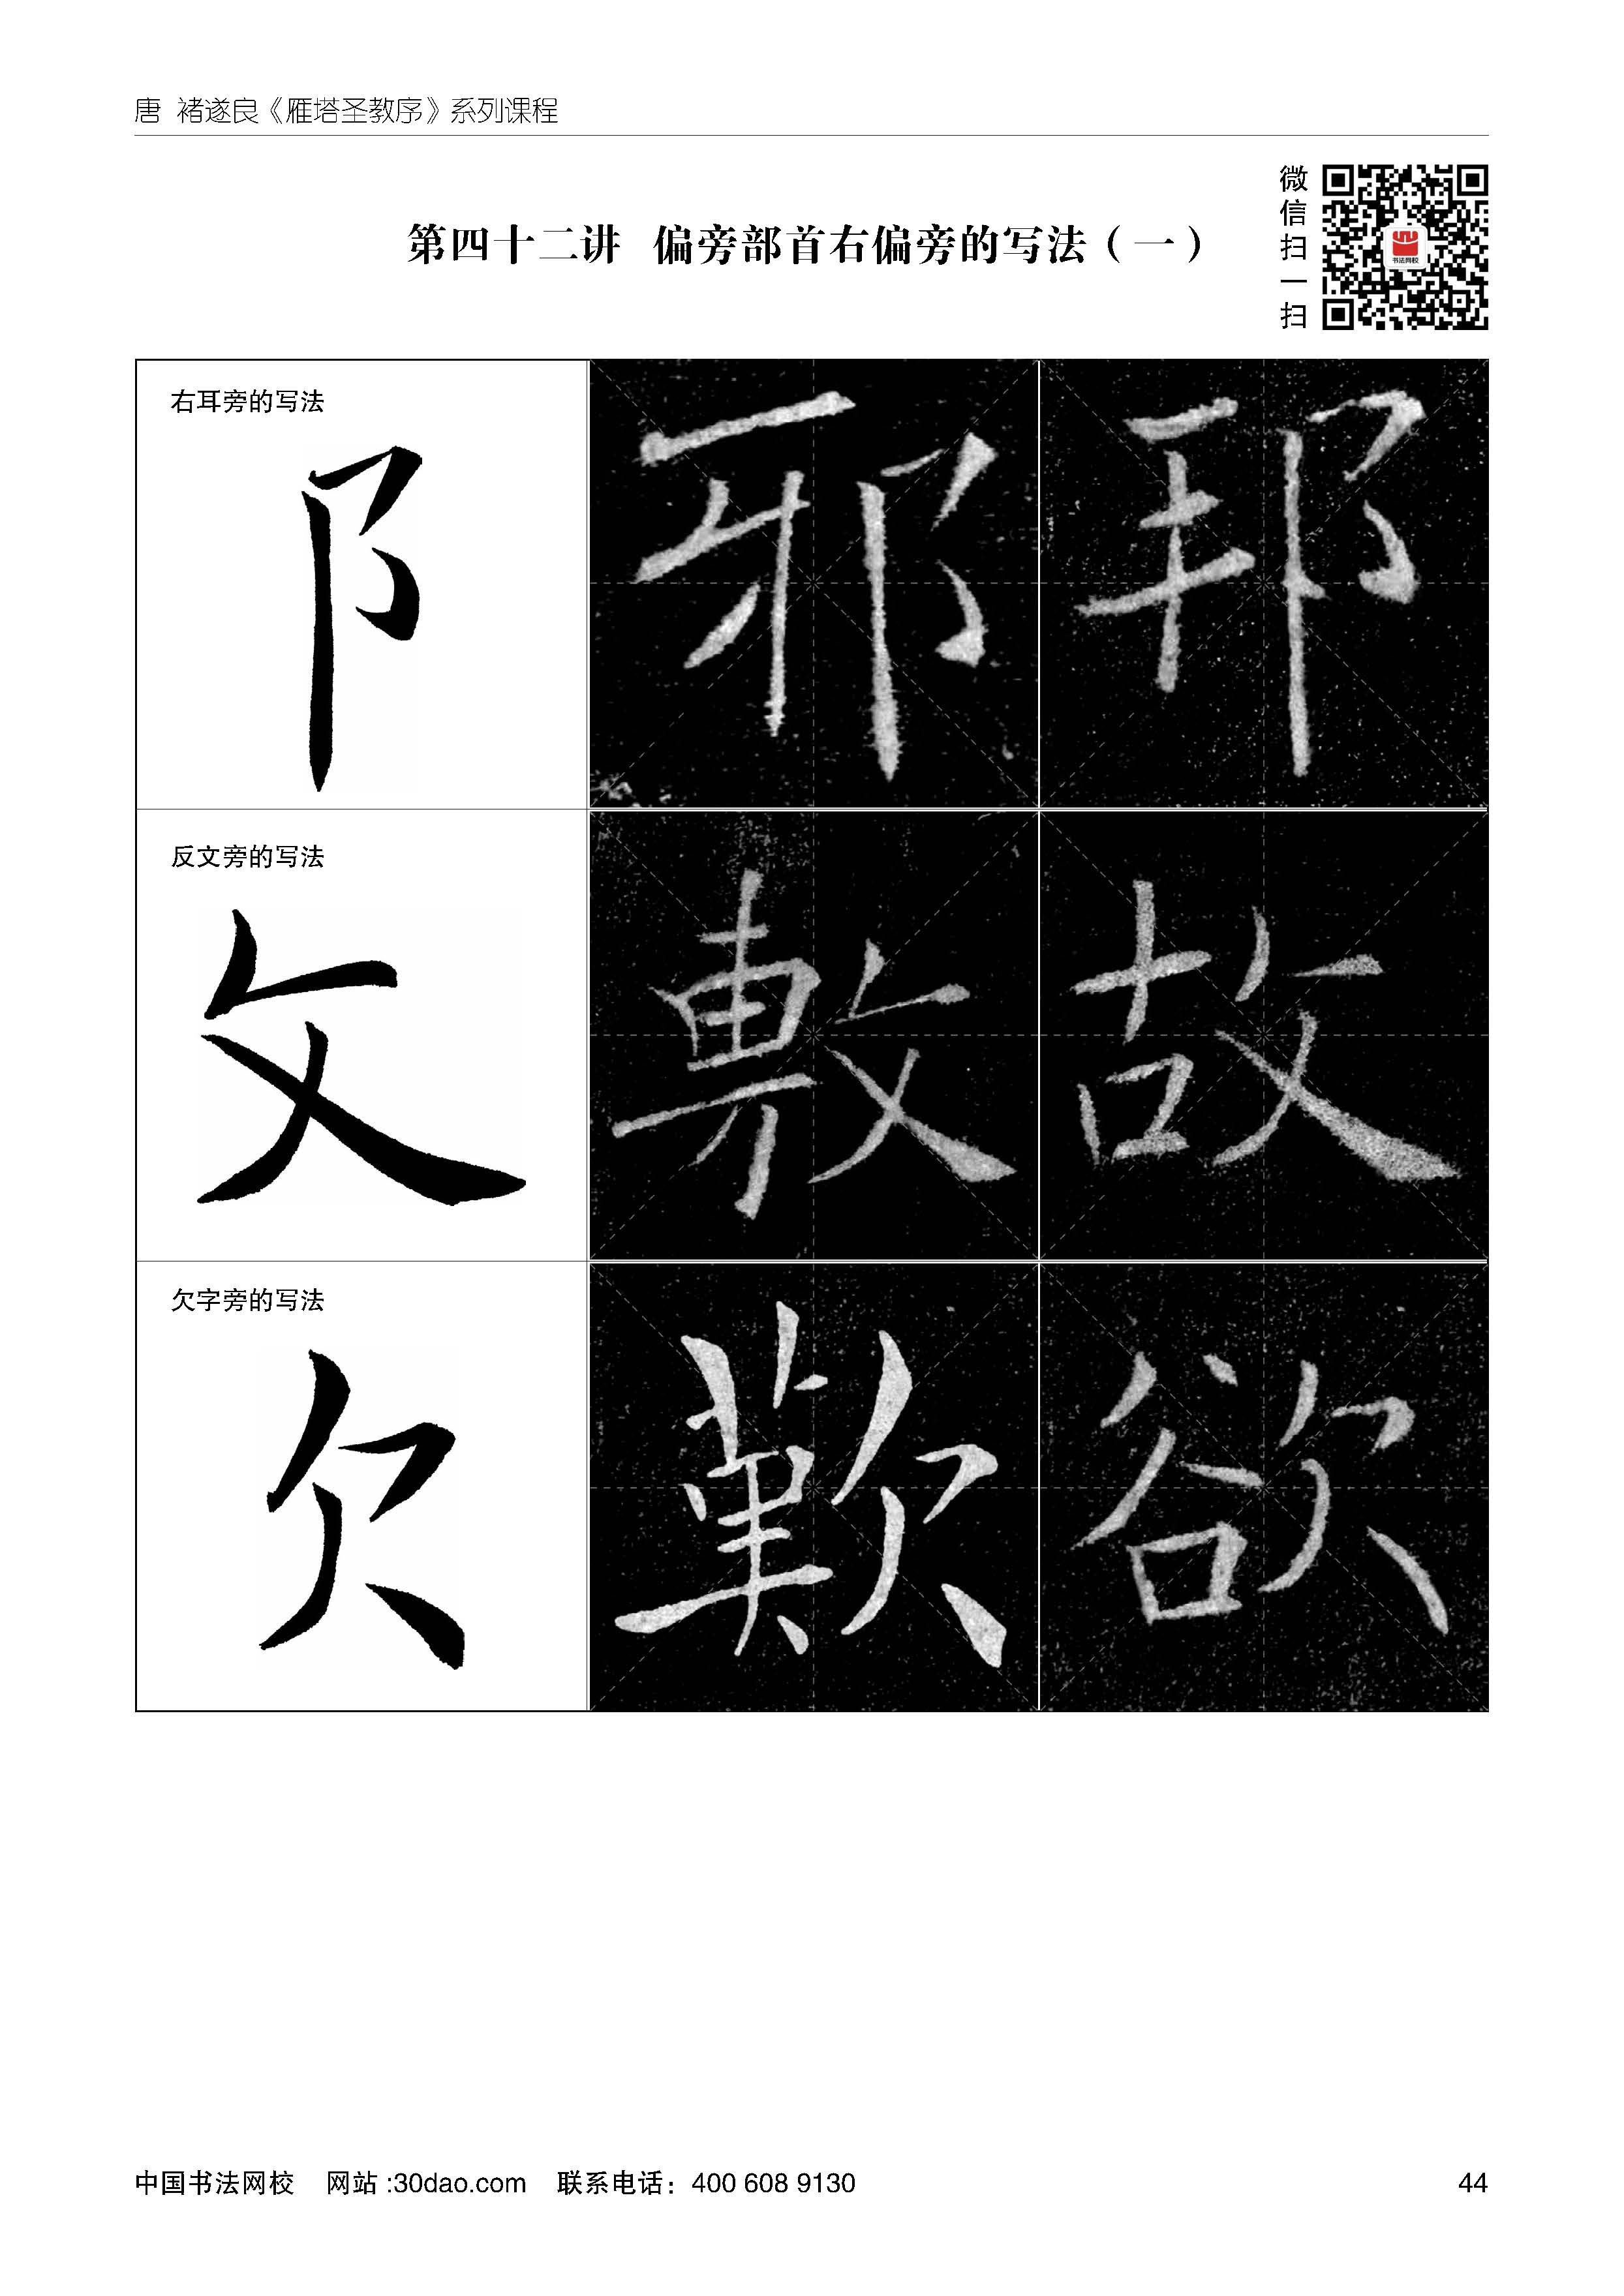 唐 褚遂良《雁塔圣教序》系列课程
第四十二讲 偏旁部首右偏旁的写法（一）
微信扫一扫
书法网校
右耳旁的写法
阝
邪 邦
反文旁的写法
攵
敷 故
欠字旁的写法
欠
歎 欲
中国书法网校 网站 :30dao.com 联系电话：400 608 9130
44